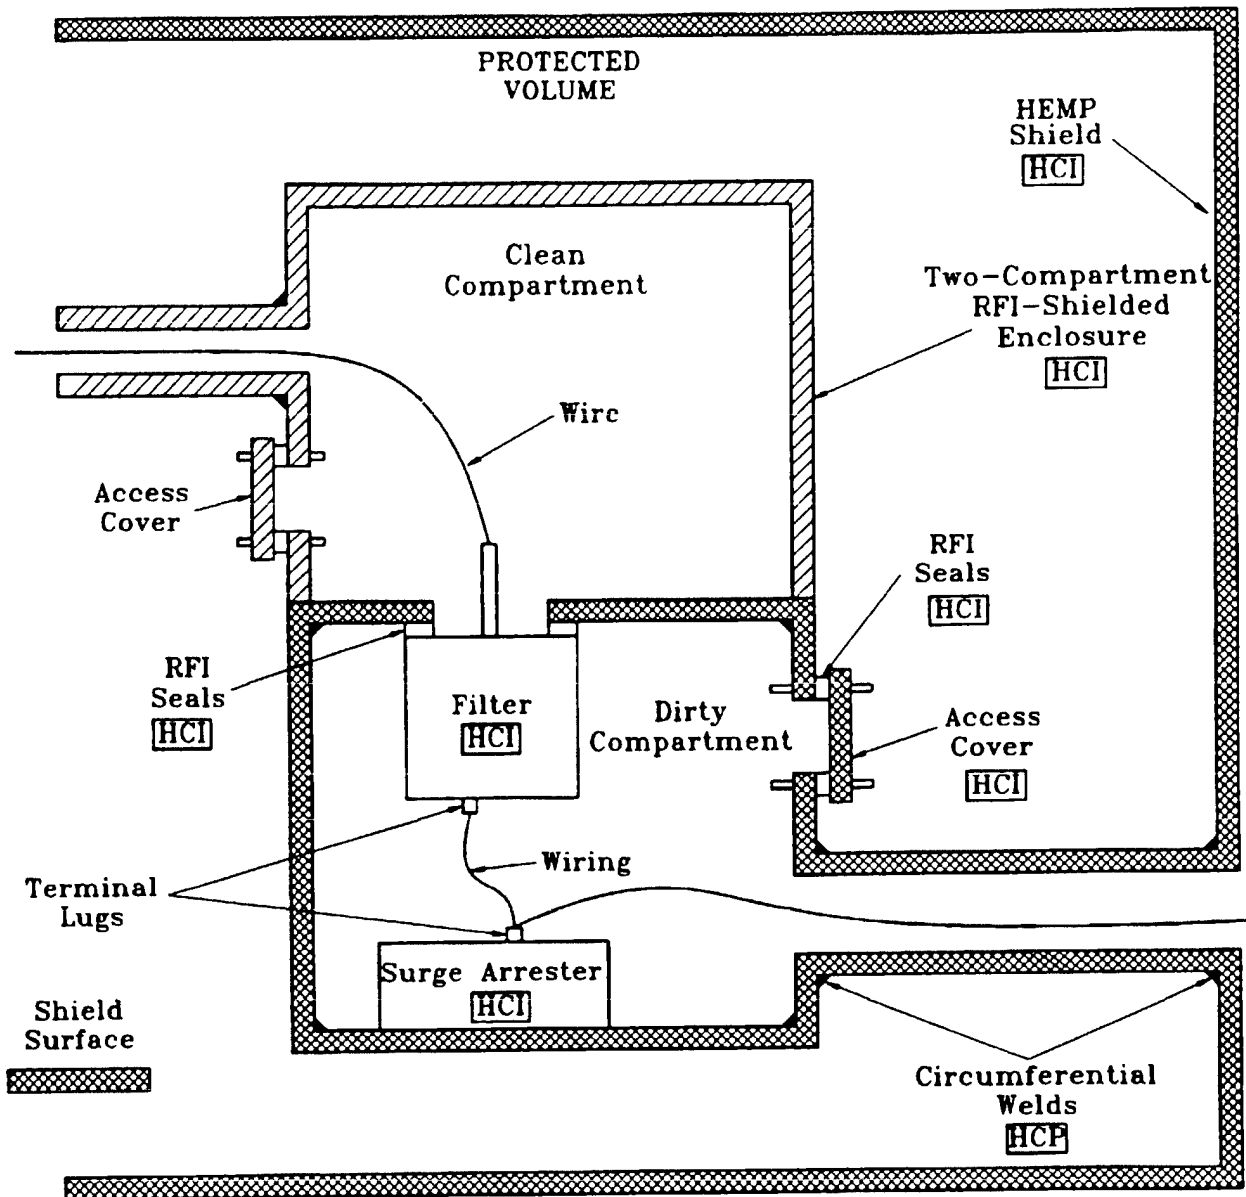 PROTECTED
VOLUME
HEMP
Shield
HCI
Clean
Compartment
Two-Compartment
RFI-Shielded
Enclosure
HCI
Wire
Access
Cover
RFI
Seals
HCI
RFI
Seals
HCI
Filter
HCI
Dirty
Compartment
Access
Cover
HCI
Wiring
Terminal
Lugs
Surge Arrester
HCI
Shield
Surface
Circumferential
Welds
HCP